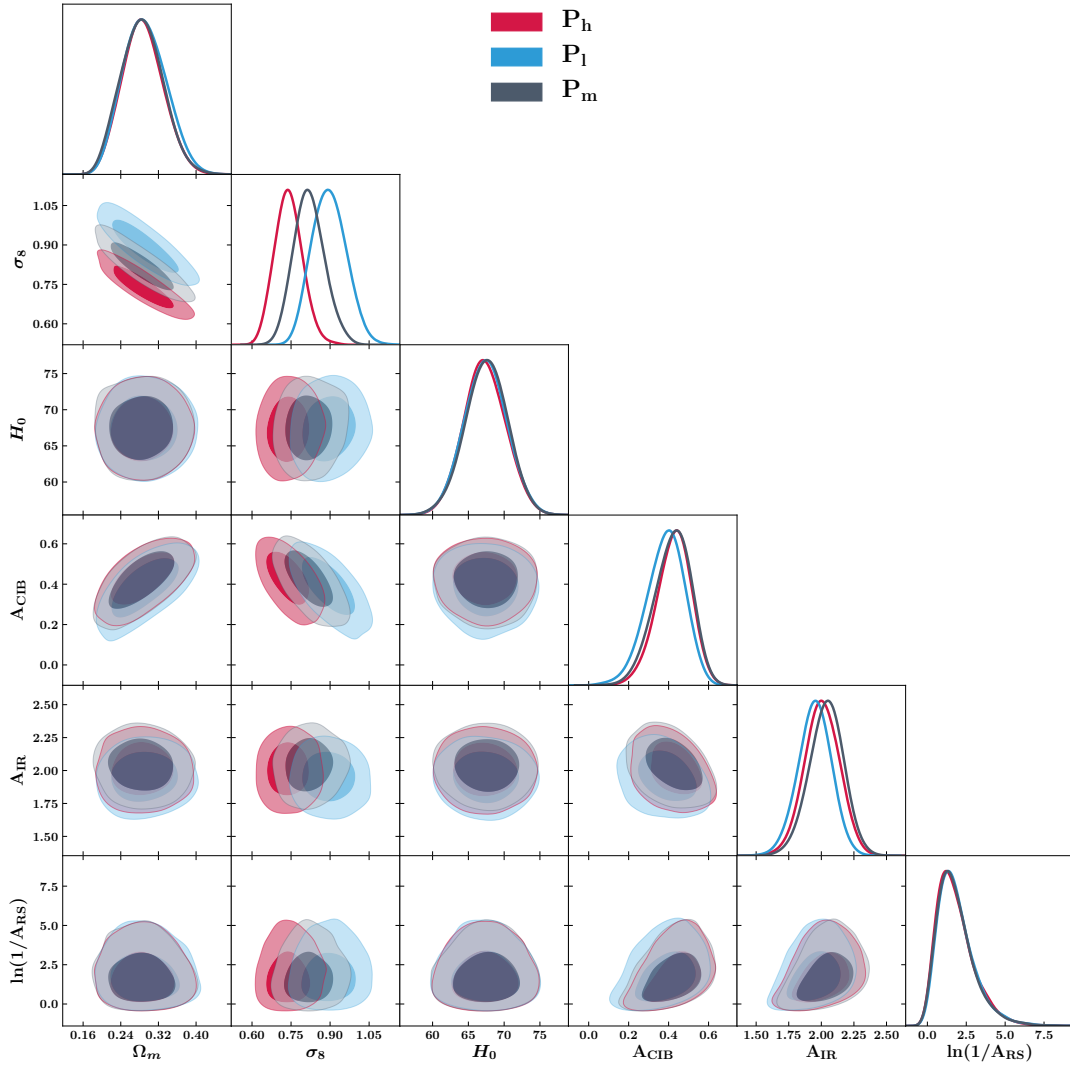 P_h
P_l
P_m
1.05
0.90
0.75
0.60
σ_8
75
70
65
60
H_0
0.6
0.4
0.2
0.0
A_CIB
2.50
2.25
2.00
1.75
1.50
A_IR
7.5
5.0
2.5
0.0
ln(1/A_RS)
0.16 0.24 0.32 0.40
0.60 0.75 0.90 1.05
60 65 70 75
0.0 0.2 0.4 0.6
1.50 1.75 2.00 2.25 2.50
0.0 2.5 5.0 7.5
Ω_m σ_8 H_0 A_CIB A_IR ln(1/A_RS)